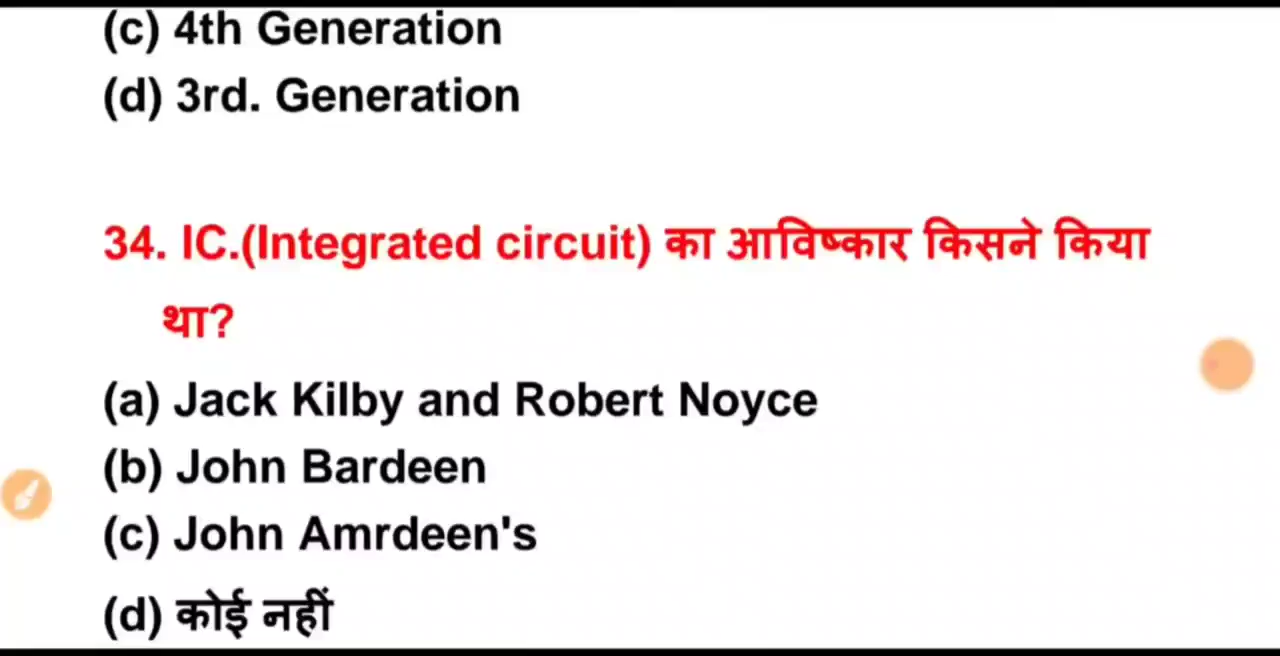 (c) 4th Generation
(d) 3rd. Generation
34. IC.(Integrated circuit) का आविष्कार किसने किया
था?
(a) Jack Kilby and Robert Noyce
(b) John Bardeen
(c) John Amrdeen's
(d) कोई नहीं